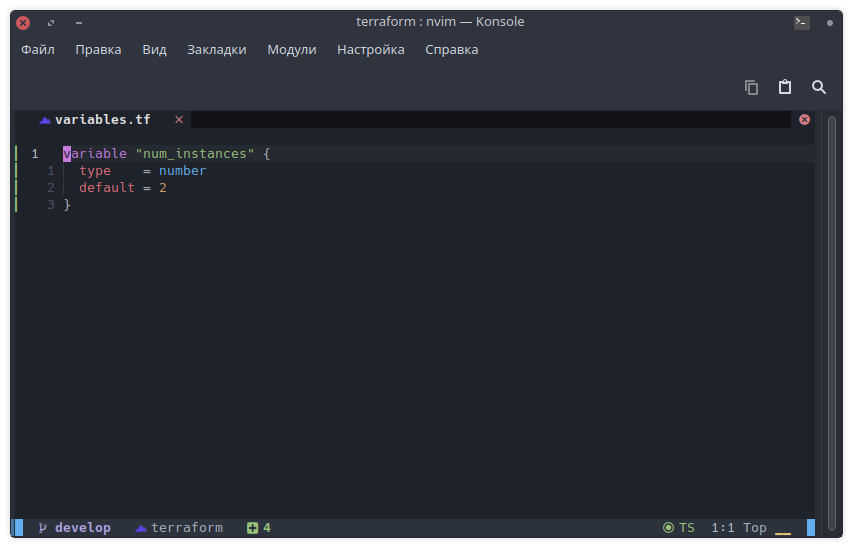 terraform : nvim — Konsole
Файл Правка Вид Закладки Модули Настройка Справка
variables.tf
1 variable "num_instances" {
1 type = number
2 default = 2
3 }
develop terraform 4 TS 1:1 Top